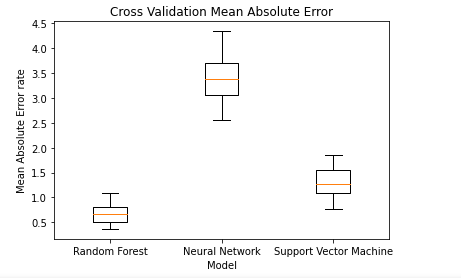 Cross Validation Mean Absolute Error
4.5
4.0
3.5
3.0
2.5
2.0
1.5
1.0
0.5
Mean Absolute Error rate
Random Forest Neural Network Support Vector Machine
Model